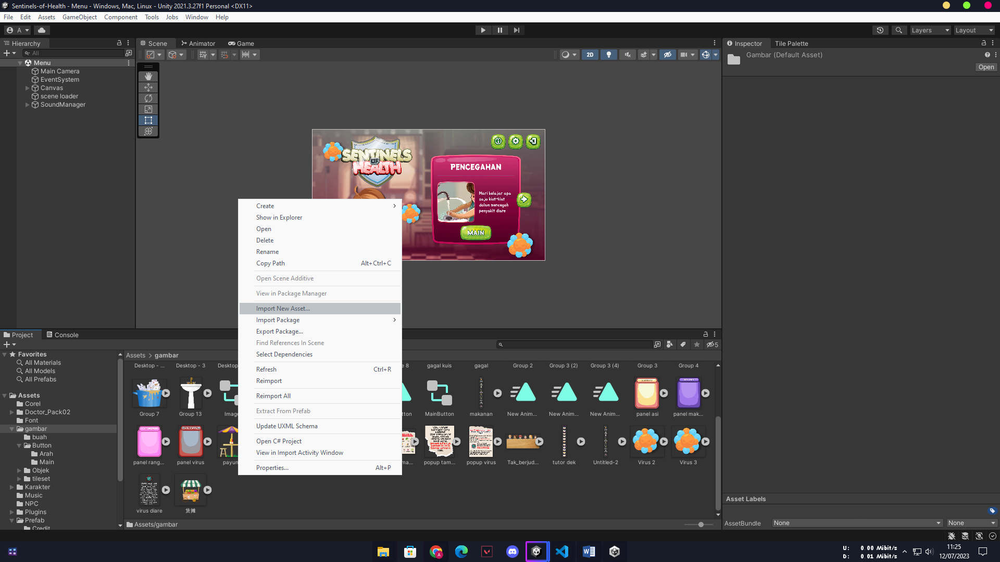 Sentinels-of-Health - Menu - Windows, Mac, Linux - Unity 2021.3.27f1 Personal <DX11>
File Edit Assets GameObject Component Tools Jobs Window Help
A
Layers
Layout
Hierarchy
All
Menu
Main Camera
EventSystem
Canvas
scene loader
SoundManager
Scene
Animator
Game
2D
SENTINELS
OF
HEALTH
PENCEGAHAN
Mari belajar apa
saja kiat-kiat
dalam mencegah
penyakit diare
MAIN
Create
Show in Explorer
Open
Delete
Rename
Copy Path Alt+Ctrl+C
Open Scene Additive
View in Package Manager
Import New Asset...
Import Package
Export Package...
Find References In Scene
Select Dependencies
Refresh Ctrl+R
Reimport
Reimport All
Extract From Prefab
Update UXML Schema
Open C# Project
View in Import Activity Window
Properties... Alt+P
Inspector
Tile Palette
Gambar (Default Asset)
Open
Project
Console
5
Favorites
All Materials
All Models
All Prefabs
Assets
Corel
Doctor_Pack02
Font
gambar
buah
Button
Arah
Main
Objek
tileset
Karakter
Music
NPC
Plugins
Prefab
Credit
Assets > gambar
Desktop - ... Desktop - 3 gagal kuis gagal Group 2 Group 3 (2) Group 3 (4) Group 3 Group 4
Group 7 Group 13 MainButton makanan New Anim... New Anim... New Anim... panel asi panel mak...
panel rang... panel virus popup tam... popup virus Tak_berjud... tutor dek Untitled-2 Virus 2 Virus 3
virus diare 货摊
Assets/gambar
Asset Labels
AssetBundle None None
U: 0.00 Mibit/s
D: 0.01 Mibit/s
11:25
12/07/2023